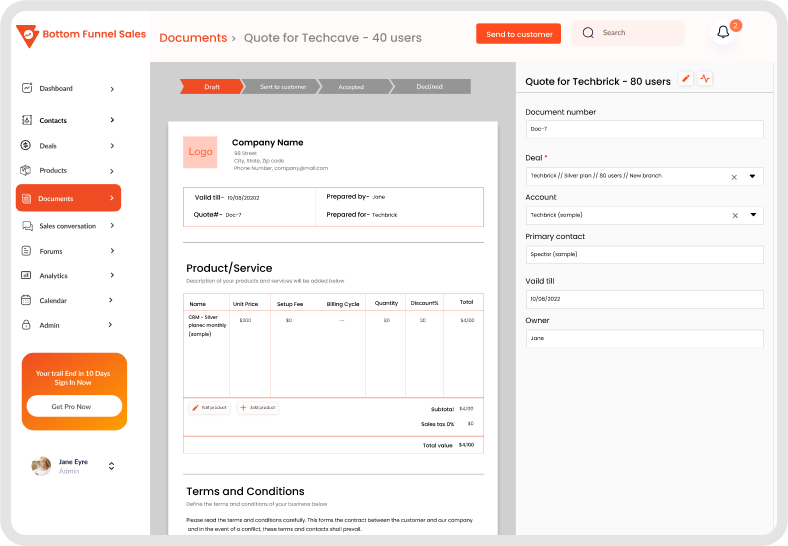 Bottom Funnel Sales
Documents > Quote for Techcave - 40 users
Send to customer
Search
2
Dashboard
Contacts
Deals
Products
Documents
Sales conversation
Forums
Analytics
Calendar
Admin
Your trail End in 10 Days
Sign In Now
Get Pro Now
Jane Eyre
Admin
Draft
Sent to customer
Accepted
Declined
Logo
Company Name
98 Street
City, State, Zip code
Phone Number, company@mail.com
Vaild till- 10/08/20202
Prepared by- Jane
Quote#- Doc-7
Prepared for- Techbrick
Product/Service
Description of your products and services will be added below
Name Unit Price Setup Fee Billing Cycle Quantity Discount% Total
CRM - Silver
planec monthly
(sample)
$200 $0 --- 80 20 $4,100
Edit product
Add product
Subtotal $4,100
Sales tax 0% $0
Total value $4,100
Terms and Conditions
Define the terms and conditions of your business below
Please read the terms and conditions carefully. This forms the contract between the customer and our company
and in the event of a conflict, these terms and contacts shall prevail.
Quote for Techbrick - 80 users
Document number
Doc-7
Deal *
Techbrick // Silver plan // 80 users // New branch
Account
Techbrick (sample)
Primary contact
Spector (sample)
Vaild till
10/08/2022
Owner
Jane